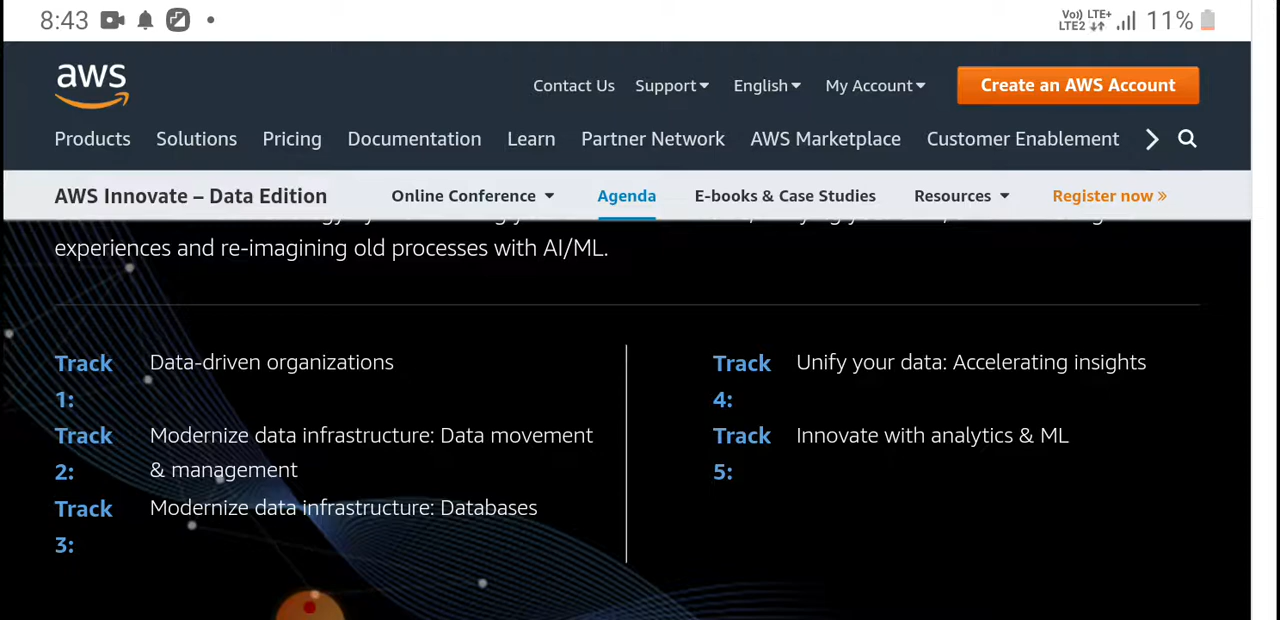 8:43
Vo)) LTE+
LTE2 11%
aws
Contact Us Support English My Account Create an AWS Account
Products Solutions Pricing Documentation Learn Partner Network AWS Marketplace Customer Enablement
AWS Innovate – Data Edition Online Conference Agenda E-books & Case Studies Resources Register now »
experiences and re-imagining old processes with AI/ML.
Track 1: Data-driven organizations
Track 2: Modernize data infrastructure: Data movement
& management
Track 3: Modernize data infrastructure: Databases
Track 4: Unify your data: Accelerating insights
Track 5: Innovate with analytics & ML